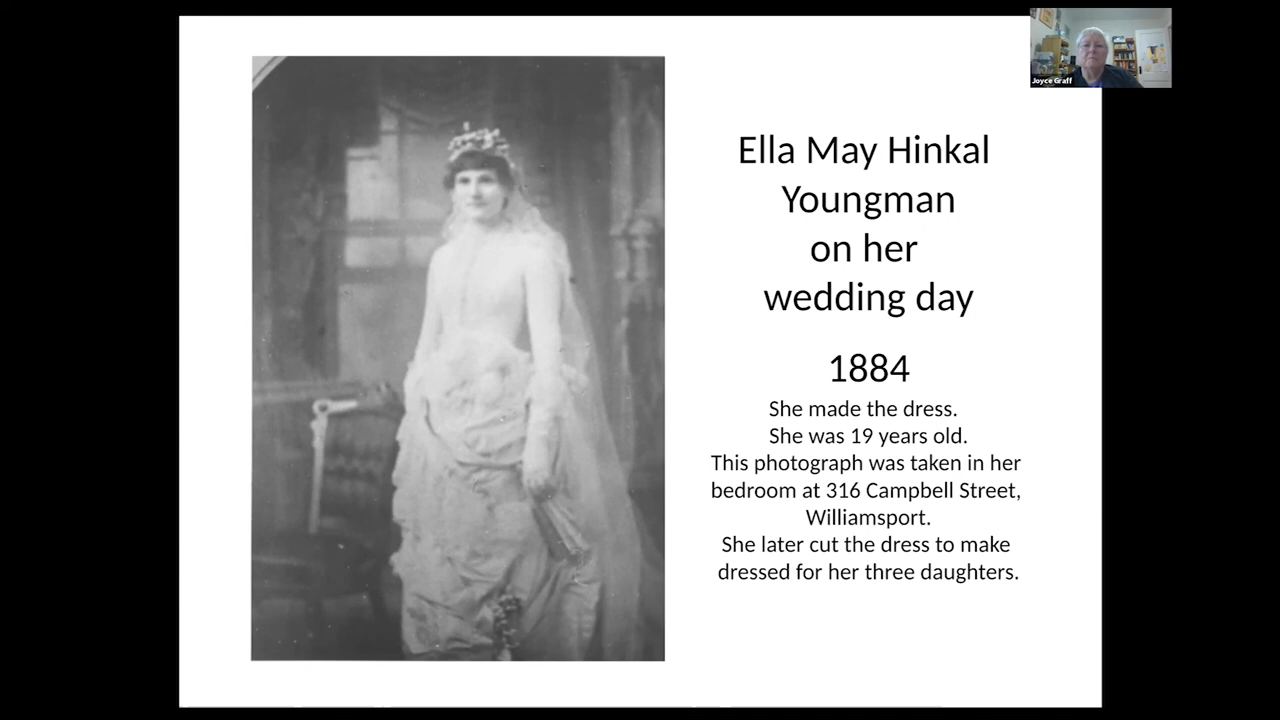 Joyce Graff
Ella May Hinkal
Youngman
on her
wedding day
1884
She made the dress.
She was 19 years old.
This photograph was taken in her
bedroom at 316 Campbell Street,
Williamsport.
She later cut the dress to make
dressed for her three daughters.